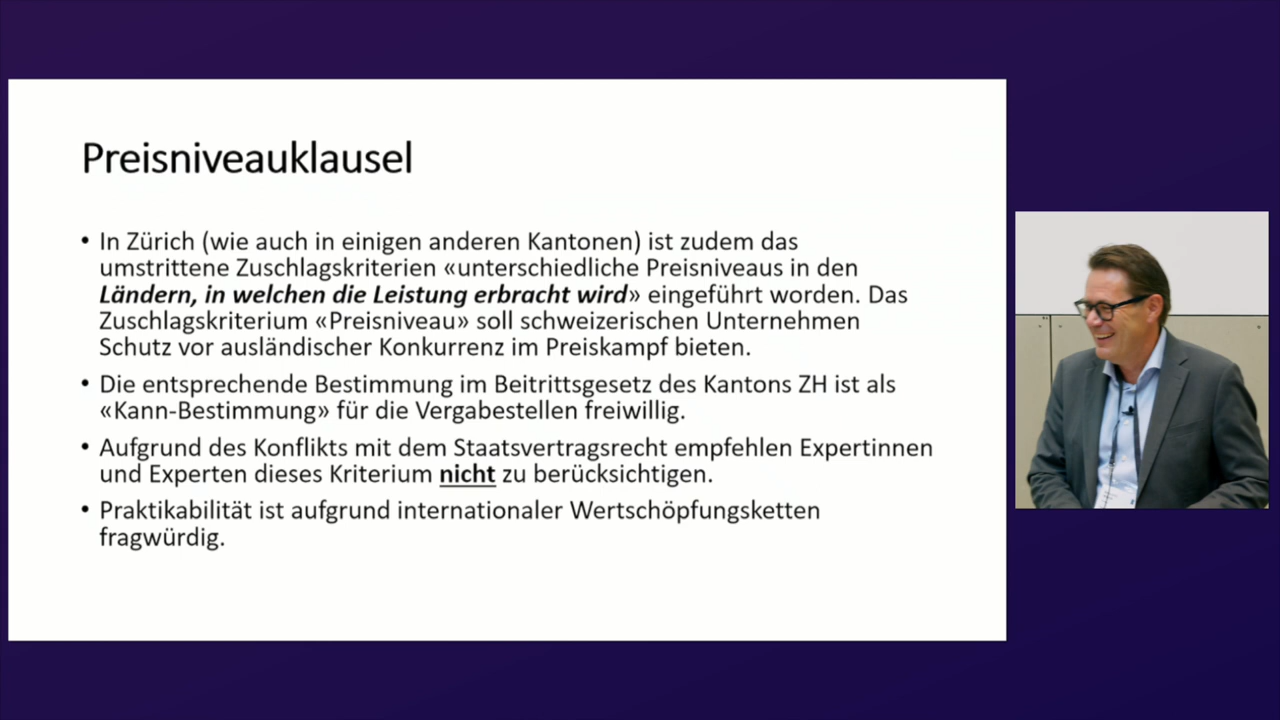 Preisniveauklausel
• In Zürich (wie auch in einigen anderen Kantonen) ist zudem das
umstrittene Zuschlagskriterien «unterschiedliche Preisniveaus in den
Ländern, in welchen die Leistung erbracht wird» eingeführt worden. Das
Zuschlagskriterium «Preisniveau» soll schweizerischen Unternehmen
Schutz vor ausländischer Konkurrenz im Preiskampf bieten.
• Die entsprechende Bestimmung im Beitrittsgesetz des Kantons ZH ist als
«Kann-Bestimmung» für die Vergabestellen freiwillig.
• Aufgrund des Konflikts mit dem Staatsvertragsrecht empfehlen Expertinnen
und Experten dieses Kriterium nicht zu berücksichtigen.
• Praktikabilität ist aufgrund internationaler Wertschöpfungsketten
fragwürdig.